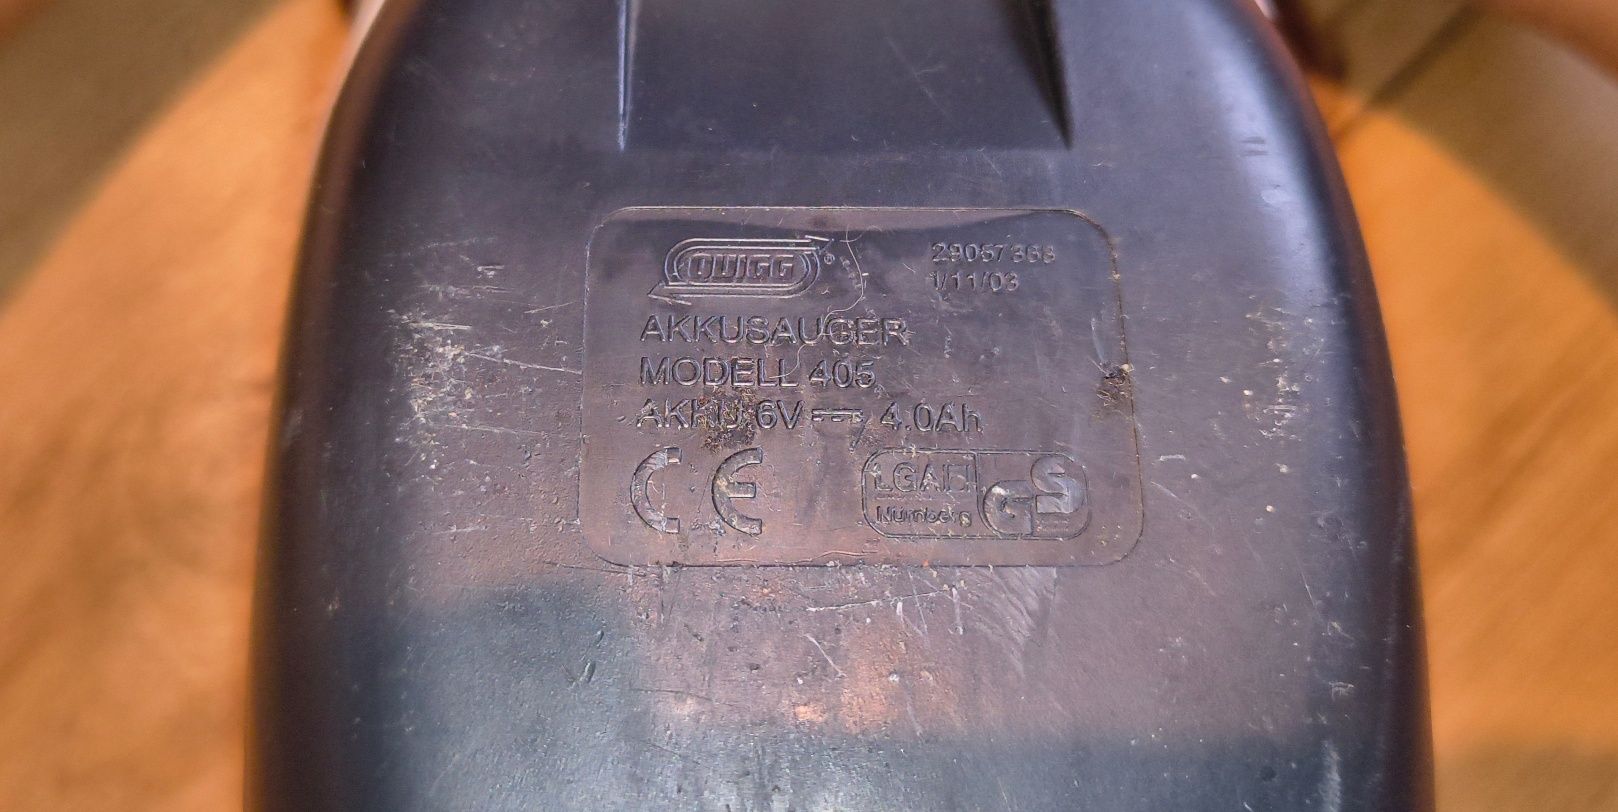 QUIGG ®
29057368
1/11/03
AKKUSAUGER
MODELL 405
AKKU 6V ⎓ 4.0Ah
CE
LGA
Nürnberg
GS